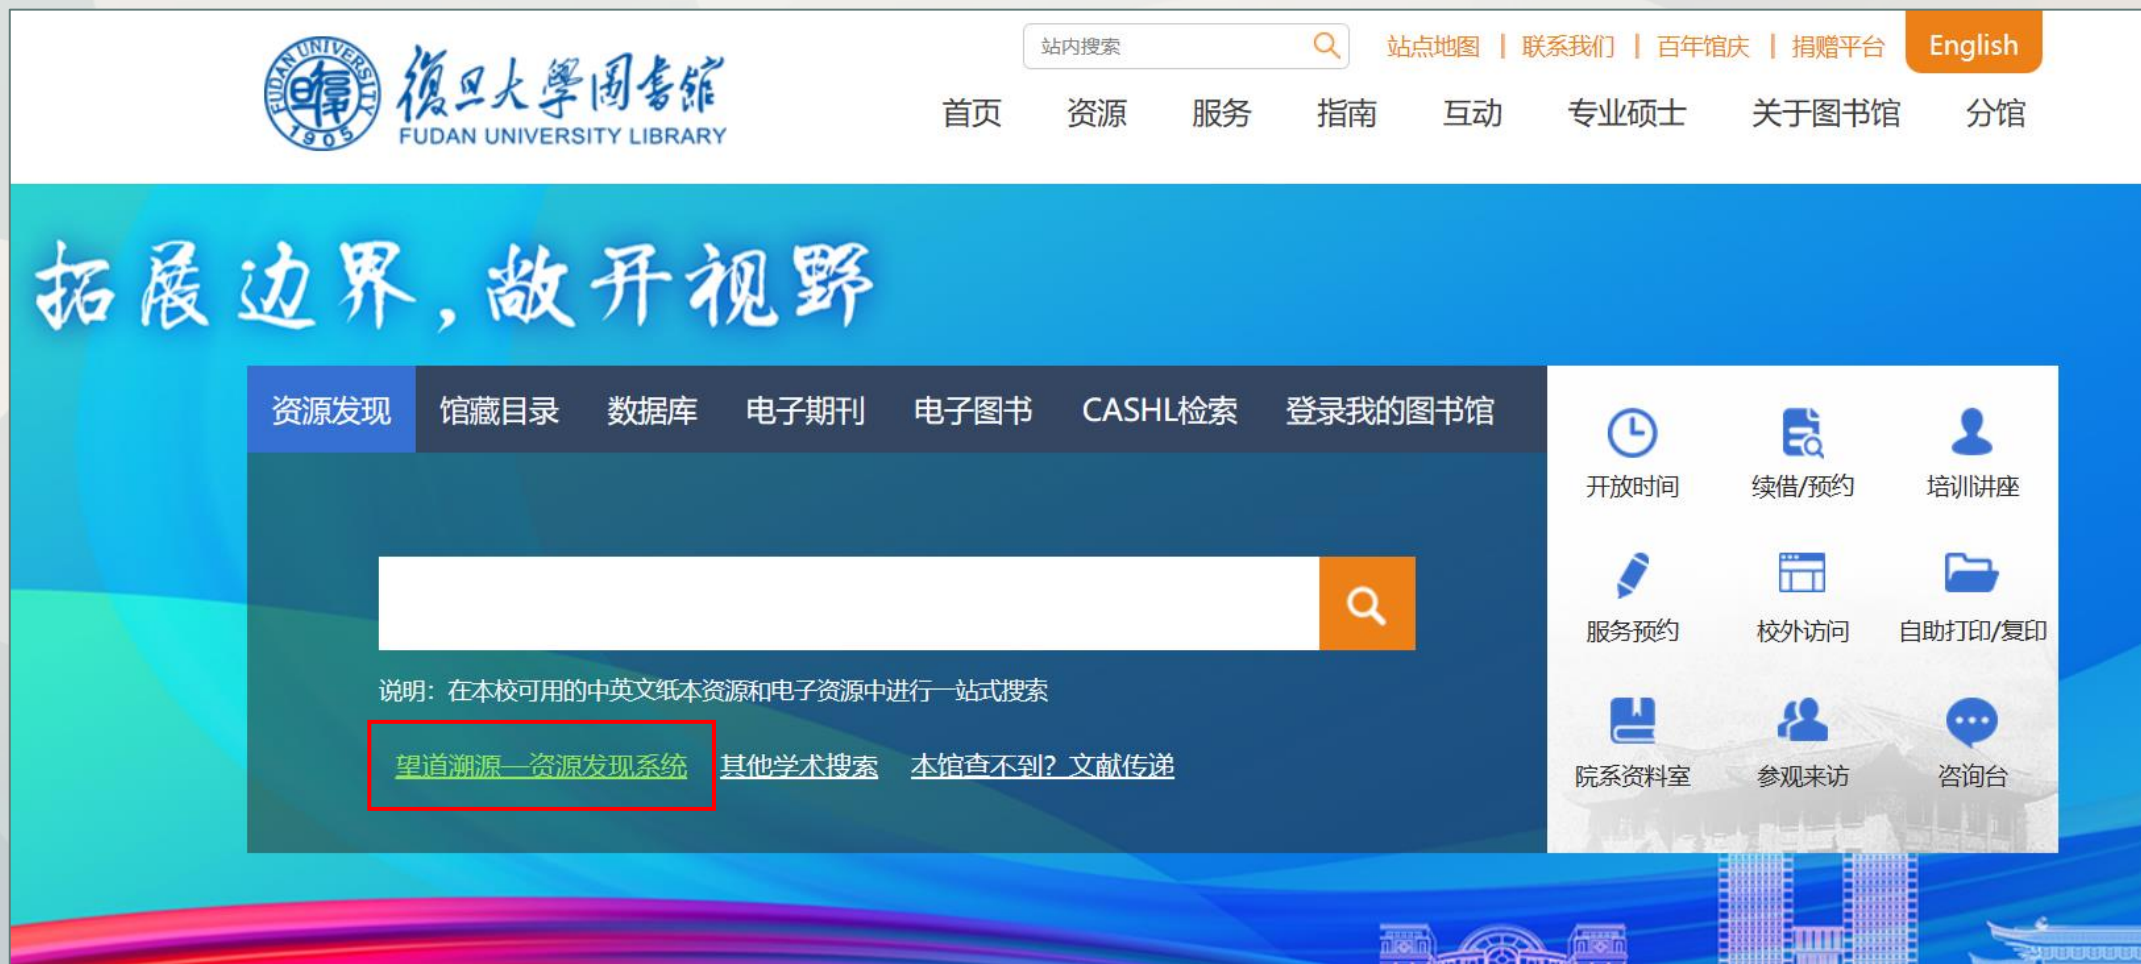 FUDAN UNIVERSITY
1905
復旦大學図書館
FUDAN UNIVERSITY LIBRARY
站内搜索
站点地图 | 联系我们 | 百年馆庆 | 捐赠平台
English
首页 资源 服务 指南 互动 专业硕士 关于图书馆 分馆
拓展边界,敞开视野
资源发现 馆藏目录 数据库 电子期刊 电子图书 CASHL检索 登录我的图书馆
说明：在本校可用的中英文纸本资源和电子资源中进行一站式搜索
望道溯源—资源发现系统 其他学术搜索 本馆查不到？文献传递
开放时间 续借/预约 培训讲座
服务预约 校外访问 自助打印/复印
院系资料室 参观来访 咨询台